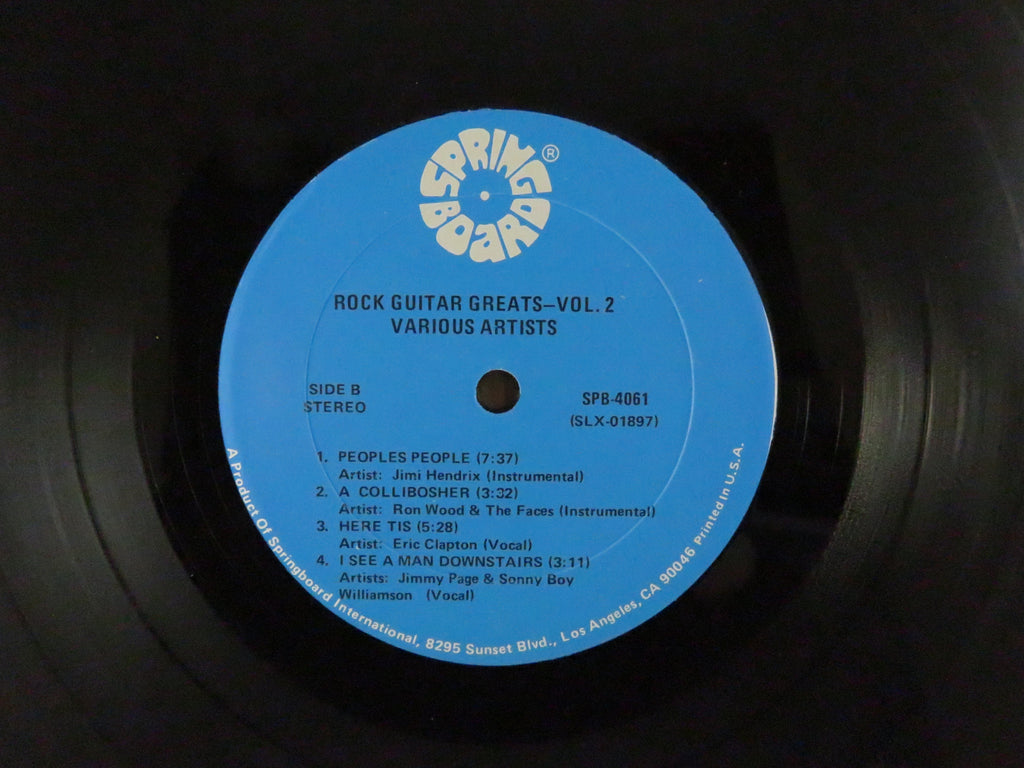 SPRING BOARD ®
ROCK GUITAR GREATS—VOL. 2
VARIOUS ARTISTS
SIDE B
STEREO
SPB-4061
(SLX-01897)
1. PEOPLES PEOPLE (7:37)
Artist: Jimi Hendrix (Instrumental)
2. A COLLIBOSHER (3:32)
Artist: Ron Wood & The Faces (Instrumental)
3. HERE TIS (5:28)
Artist: Eric Clapton (Vocal)
4. I SEE A MAN DOWNSTAIRS (3:11)
Artists: Jimmy Page & Sonny Boy
Williamson (Vocal)
A Product Of Springboard International, 8295 Sunset Blvd., Los Angeles, CA 90046 Printed In U.S.A.